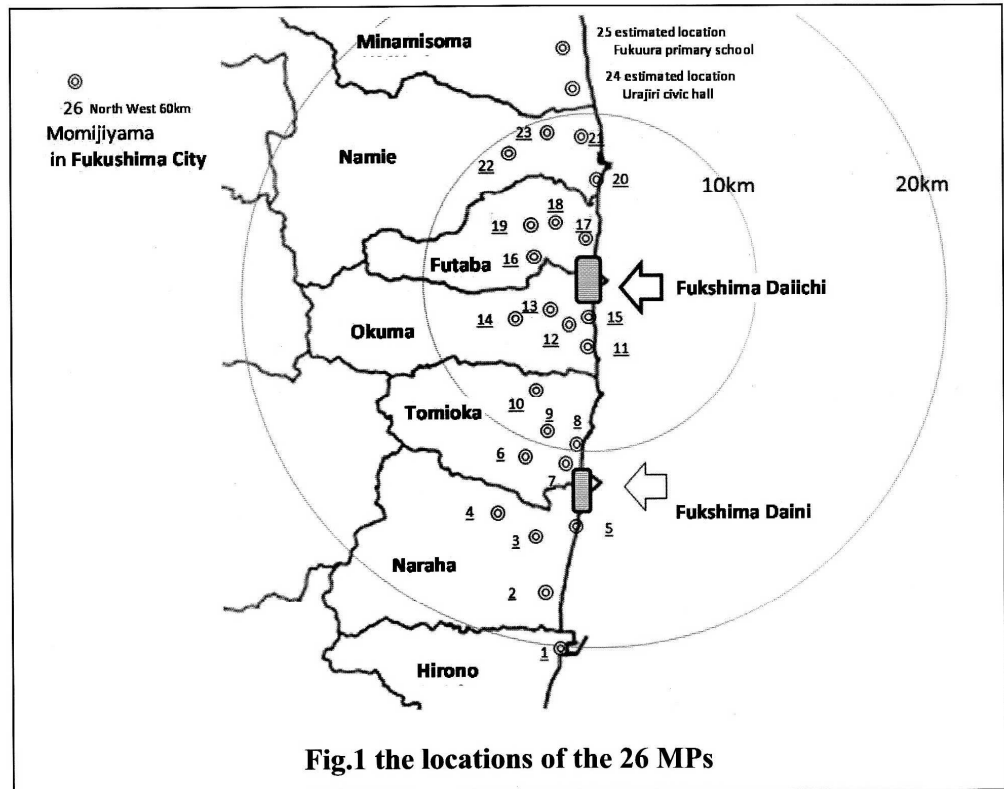 Minamisoma
25 estimated location
Fukuura primary school
24 estimated location
Urajiri civic hall
26 North West 60km
Momijiyama
in Fukushima City
23
21
Namie
22
20
10km
20km
18
19
17
Futaba
16
Fukshima Daiichi
13
14
15
Okuma
12
11
10
Tomioka
9
8
6
7
Fukshima Daini
4
5
3
Naraha
2
1
Hirono
Fig.1 the locations of the 26 MPs